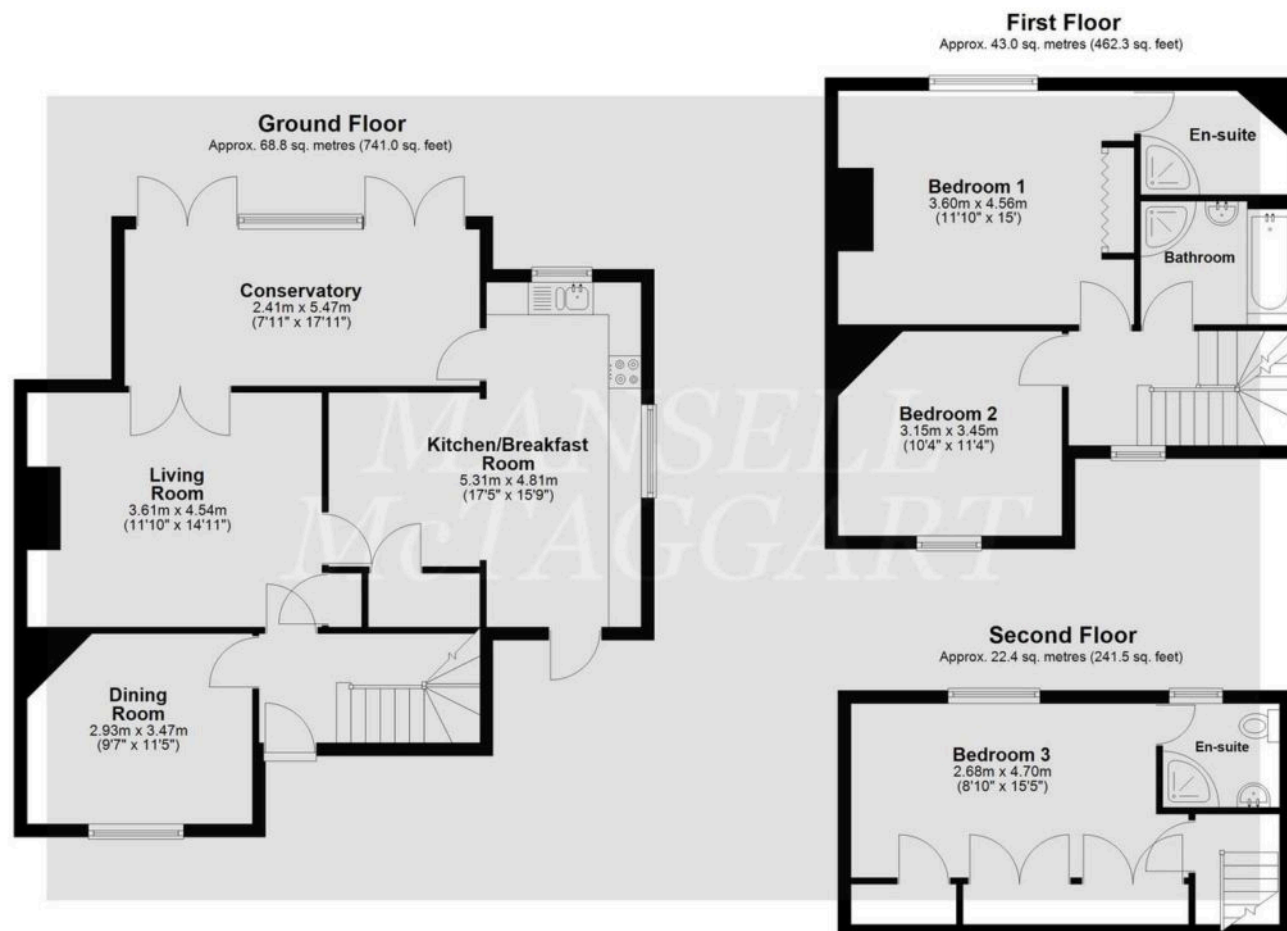 Ground Floor
Approx. 68.8 sq. metres (741.0 sq. feet)
Conservatory
2.41m x 5.47m
(7'11" x 17'11")
Kitchen/Breakfast
Room
5.31m x 4.81m
(17'5" x 15'9")
Living
Room
3.61m x 4.54m
(11'10" x 14'11")
Dining
Room
2.93m x 3.47m
(9'7" x 11'5")
First Floor
Approx. 43.0 sq. metres (462.3 sq. feet)
Bedroom 1
3.60m x 4.56m
(11'10" x 15')
En-suite
Bathroom
Bedroom 2
3.15m x 3.45m
(10'4" x 11'4")
Second Floor
Approx. 22.4 sq. metres (241.5 sq. feet)
Bedroom 3
2.68m x 4.70m
(8'10" x 15'5")
En-suite
MANSELL
McTAGGART